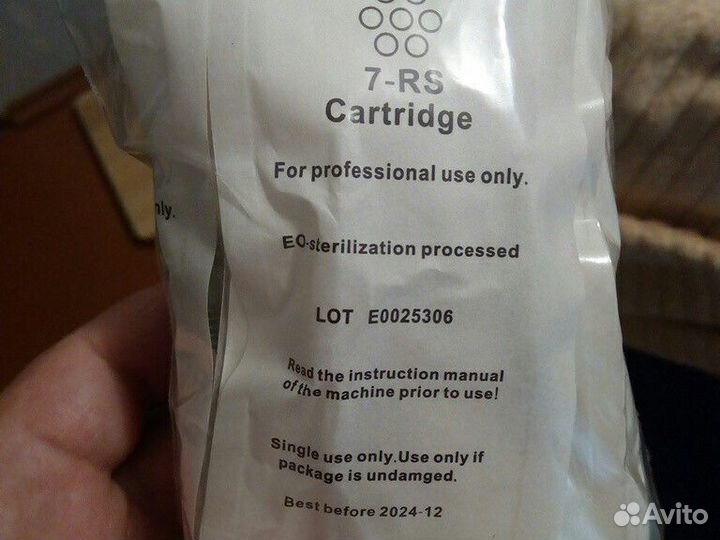 7-RS
Cartridge
For professional use only.
nly.
EO-sterilization processed
LOT E0025306
Read the instruction manual
of the machine prior to use!
Single use only.Use only if
package is undamged.
Best before 2024-12
Avito